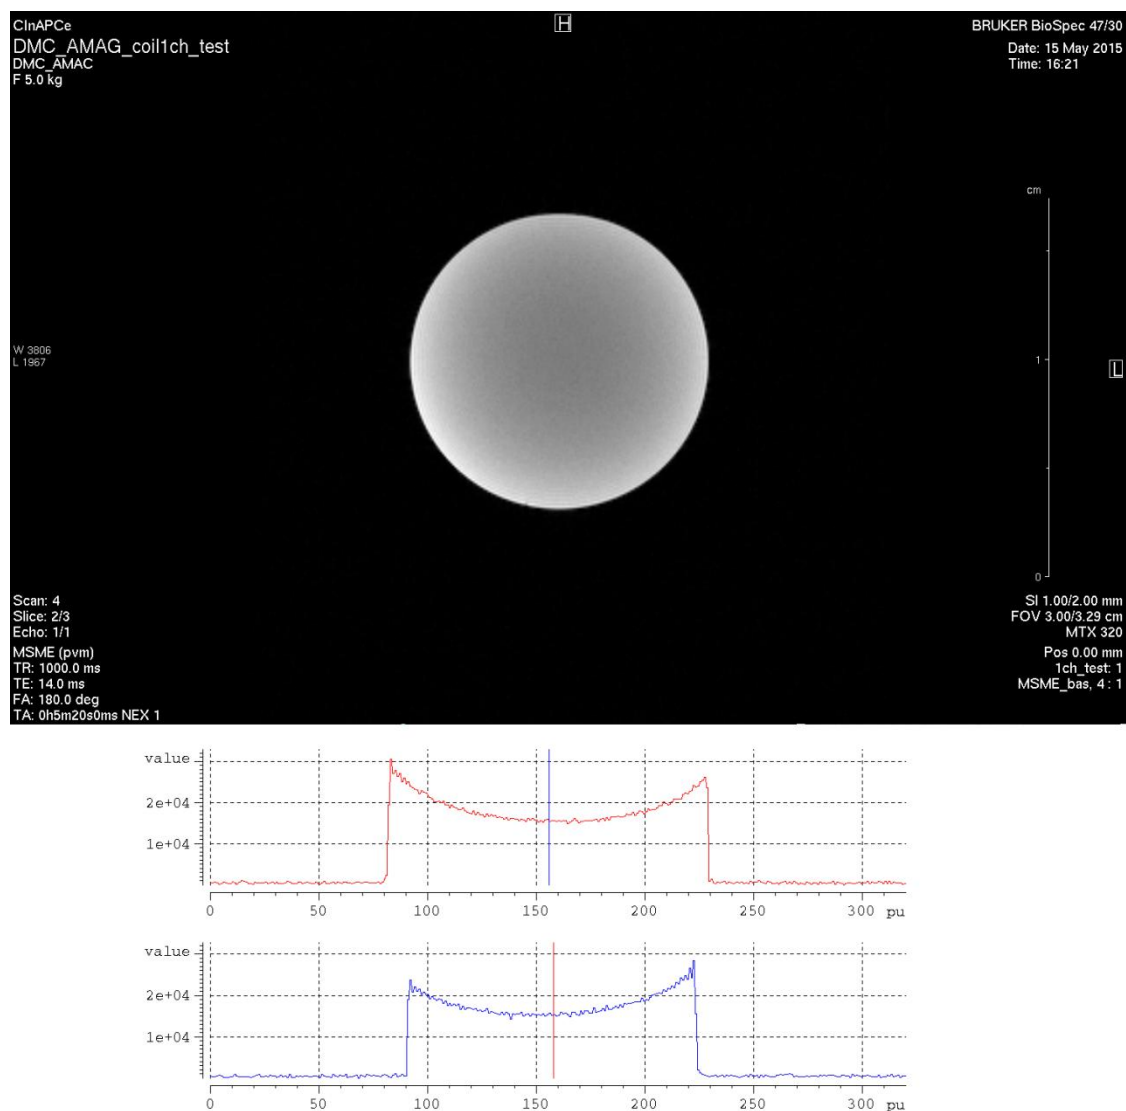 CInAPCe
DMC_AMAG_coil1ch_test
DMC_AMAC
F 5.0 kg
H
BRUKER BioSpec 47/30
Date: 15 May 2015
Time: 16:21
cm
1
0
L
W 3806
L 1967
Scan: 4
Slice: 2/3
Echo: 1/1
MSME (pvm)
TR: 1000.0 ms
TE: 14.0 ms
FA: 180.0 deg
TA: 0h5m20s0ms NEX 1
SI 1.00/2.00 mm
FOV 3.00/3.29 cm
MTX 320
Pos 0.00 mm
1ch_test: 1
MSME_bas, 4 : 1
value
2e+04
1e+04
0 50 100 150 200 250 300 pu
value
2e+04
1e+04
0 50 100 150 200 250 300 pu